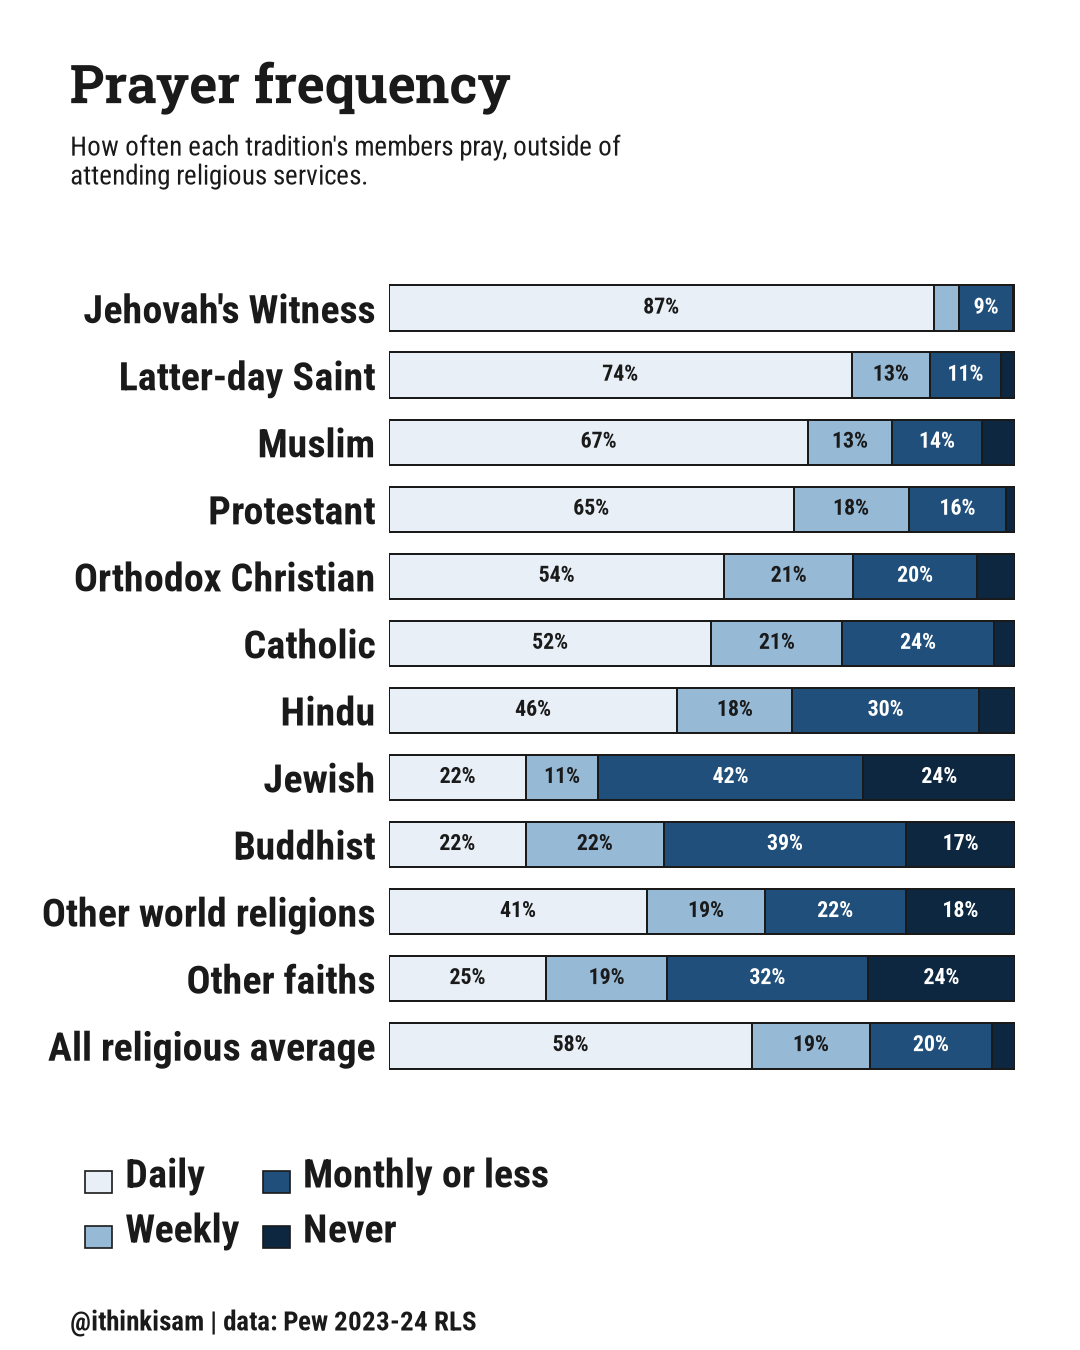 Prayer frequency
How often each tradition's members pray, outside of
attending religious services.
Jehovah's Witness 87% 9%
Latter-day Saint 74% 13% 11%
Muslim 67% 13% 14%
Protestant 65% 18% 16%
Orthodox Christian 54% 21% 20%
Catholic 52% 21% 24%
Hindu 46% 18% 30%
Jewish 22% 11% 42% 24%
Buddhist 22% 22% 39% 17%
Other world religions 41% 19% 22% 18%
Other faiths 25% 19% 32% 24%
All religious average 58% 19% 20%
Daily Monthly or less
Weekly Never
@ithinkisam | data: Pew 2023-24 RLS